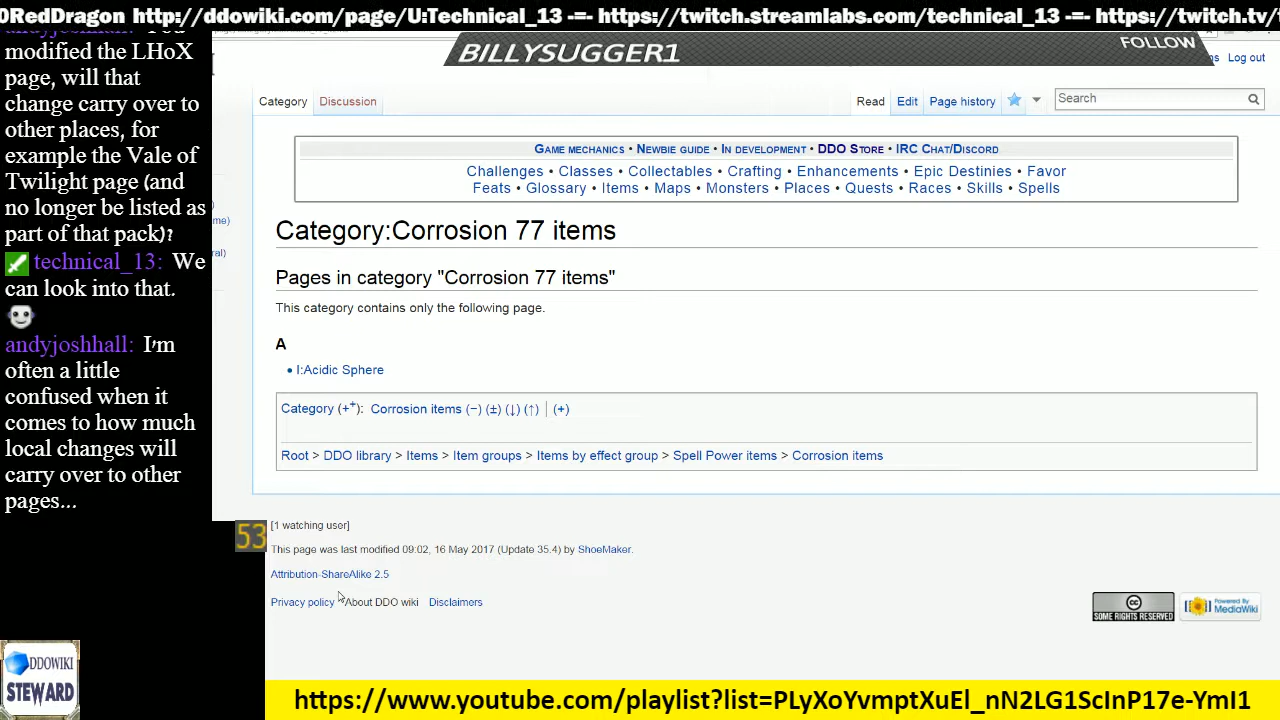 0RedDragon http://ddowiki.com/page/U:Technical_13 -=- https://twitch.streamlabs.com/technical_13 -=- https://twitch.tv/
modified the LHoX
page, will that
change carry over to
other places, for
example the Vale of
Twilight page (and
no longer be listed as
part of that pack)?
technical_13: We
can look into that.
andyjoshhall: I'm
often a little
confused when it
comes to how much
local changes will
carry over to other
pages...
BILLYSUGGER1
FOLLOW
Log out
Category
Discussion
Read
Edit
Page history
Search
GAME MECHANICS • NEWBIE GUIDE • IN DEVELOPMENT • DDO STORE • IRC CHAT/DISCORD
Challenges • Classes • Collectables • Crafting • Enhancements • Epic Destinies • Favor
Feats • Glossary • Items • Maps • Monsters • Places • Quests • Races • Skills • Spells
Category:Corrosion 77 items
Pages in category "Corrosion 77 items"
This category contains only the following page.
A
• I:Acidic Sphere
Category (++): Corrosion items (−) (±) (↓) (↑) | (+)
Root > DDO library > Items > Item groups > Items by effect group > Spell Power items > Corrosion items
53
[1 watching user]
This page was last modified 09:02, 16 May 2017 (Update 35.4) by ShoeMaker.
Attribution-ShareAlike 2.5
Privacy policy
About DDO wiki
Disclaimers
cc
SOME RIGHTS RESERVED
Powered By
MediaWiki
DDOWIKI
STEWARD
https://www.youtube.com/playlist?list=PLyXoYvmptXuEl_nN2LG1ScInP17e-YmI1